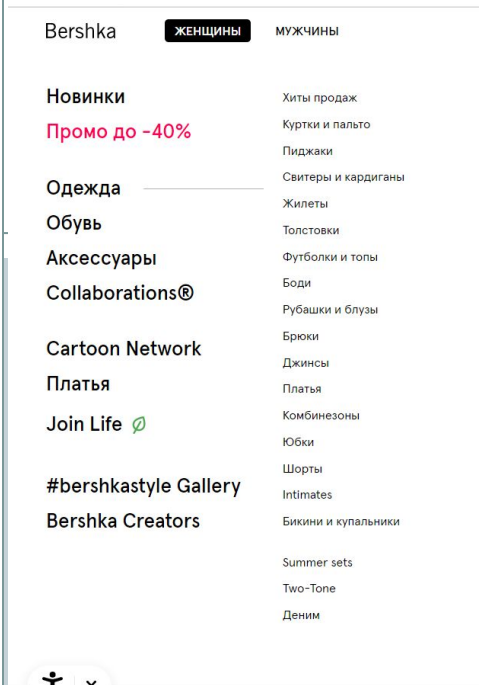 Bershka
ЖЕНЩИНЫ
МУЖЧИНЫ
Новинки
Промо до -40%
Одежда
Обувь
Аксессуары
Collaborations®
Cartoon Network
Платья
Join Life
#bershkastyle Gallery
Bershka Creators
Хиты продаж
Куртки и пальто
Пиджаки
Свитеры и кардиганы
Жилеты
Толстовки
Футболки и топы
Боди
Рубашки и блузы
Брюки
Джинсы
Платья
Комбинезоны
Юбки
Шорты
Intimates
Бикини и купальники
Summer sets
Two-Tone
Деним